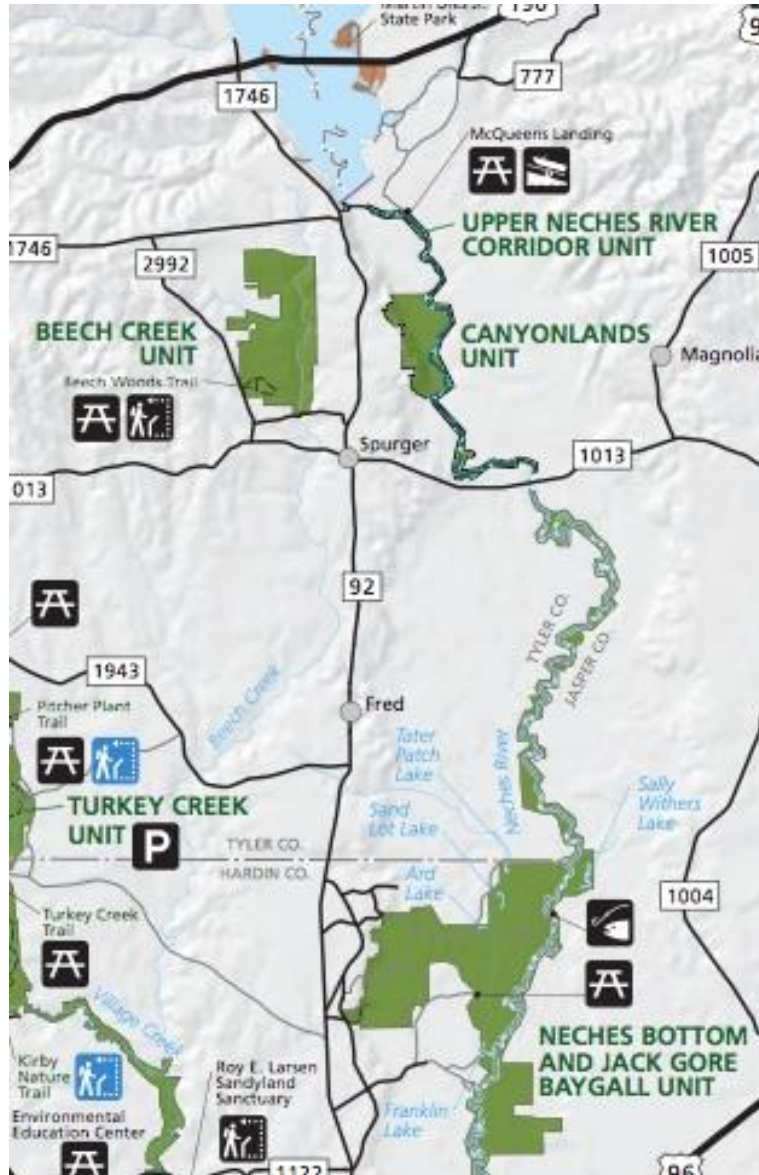 State Park
190
9
777
1746
McQueens Landing
UPPER NECHES RIVER
CORRIDOR UNIT
1746
2992
1005
BEECH CREEK
UNIT
CANYONLANDS
UNIT
Magnolia
Beech Woods Trail
Spurger
1013
013
92
TYLER CO.
JASPER CO
1943
Beech Creek
Fred
Pitcher Plant
Trail
Tater
Patch
Lake
Neches River
Sally
Withers
Lake
TURKEY CREEK
UNIT
P
Sand
Lot Lake
TYLER CO.
HARDIN CO.
Ard
Lake
1004
Turkey Creek
Trail
Village Creek
NECHES BOTTOM
AND JACK GORE
BAYGALL UNIT
Kirby
Nature
Trail
Roy E. Larsen
Sandyland
Sanctuary
Franklin
Lake
Environmental
Education Center
1122
96